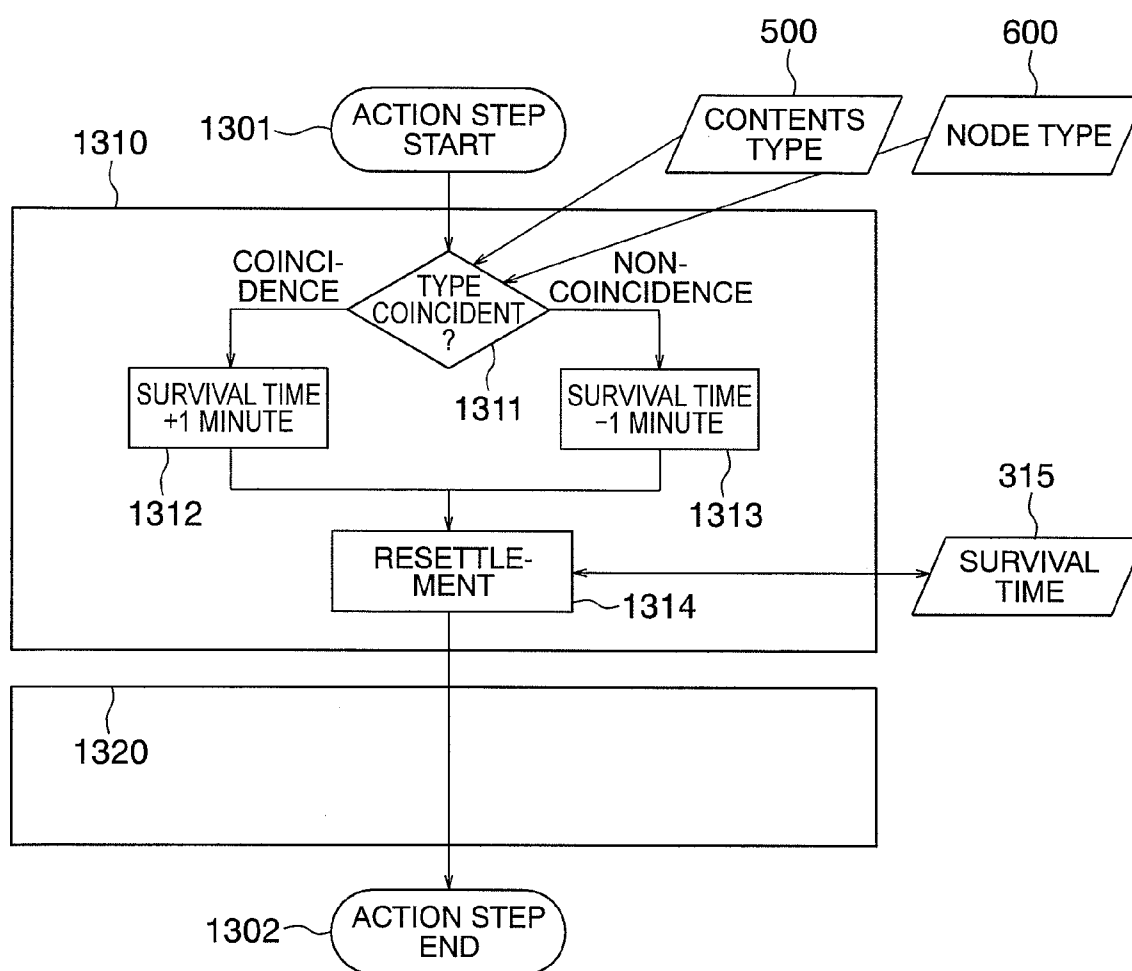 500
600
1301
ACTION STEP
START
CONTENTS
TYPE
NODE TYPE
1310
COINCI-
DENCE
TYPE
COINCIDENT
?
NON-
COINCIDENCE
1311
SURVIVAL TIME
+1 MINUTE
SURVIVAL TIME
−1 MINUTE
1312
1313
315
RESETTLE-
MENT
SURVIVAL
TIME
1314
1320
1302
ACTION STEP
END